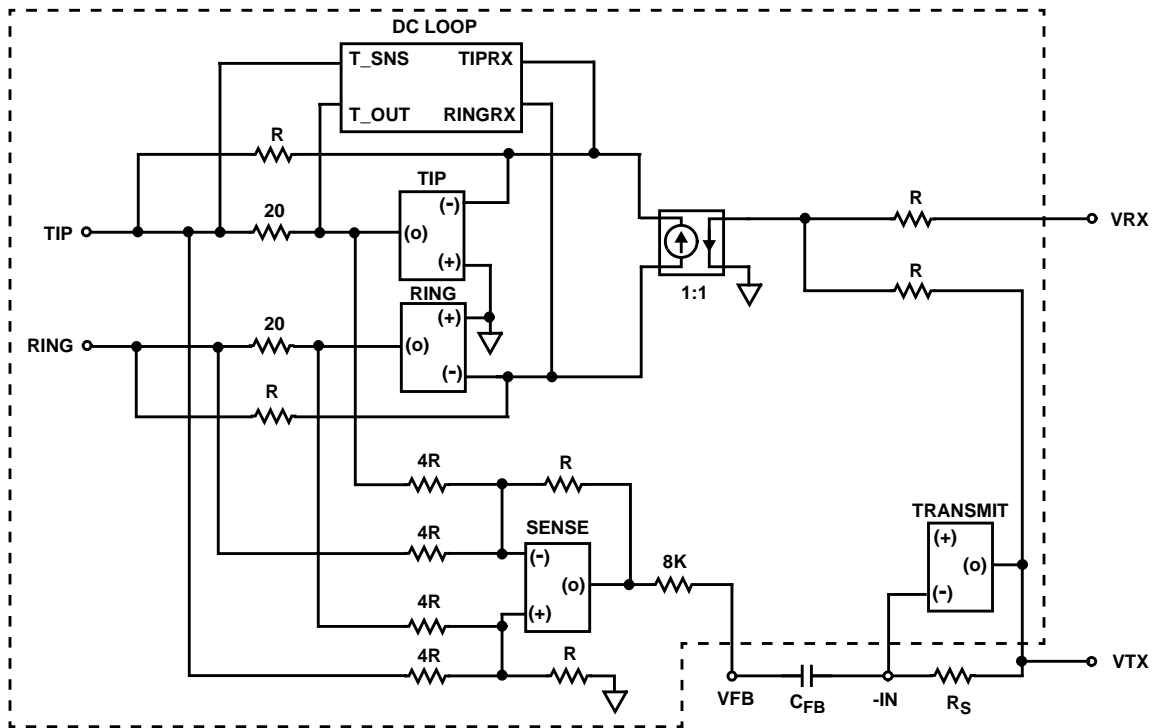 DC LOOP
T_SNS TIPRX
T_OUT RINGRX
R
TIP
(-)
20
(o)
(+)
TIP
R
VRX
R
1:1
RING
(+)
20
(o)
(-)
RING
R
4R
R
SENSE
4R
(-)
(o)
8K
4R
(+)
4R
R
TRANSMIT
(+)
(o)
(-)
VFB
CFB
-IN
RS
VTX